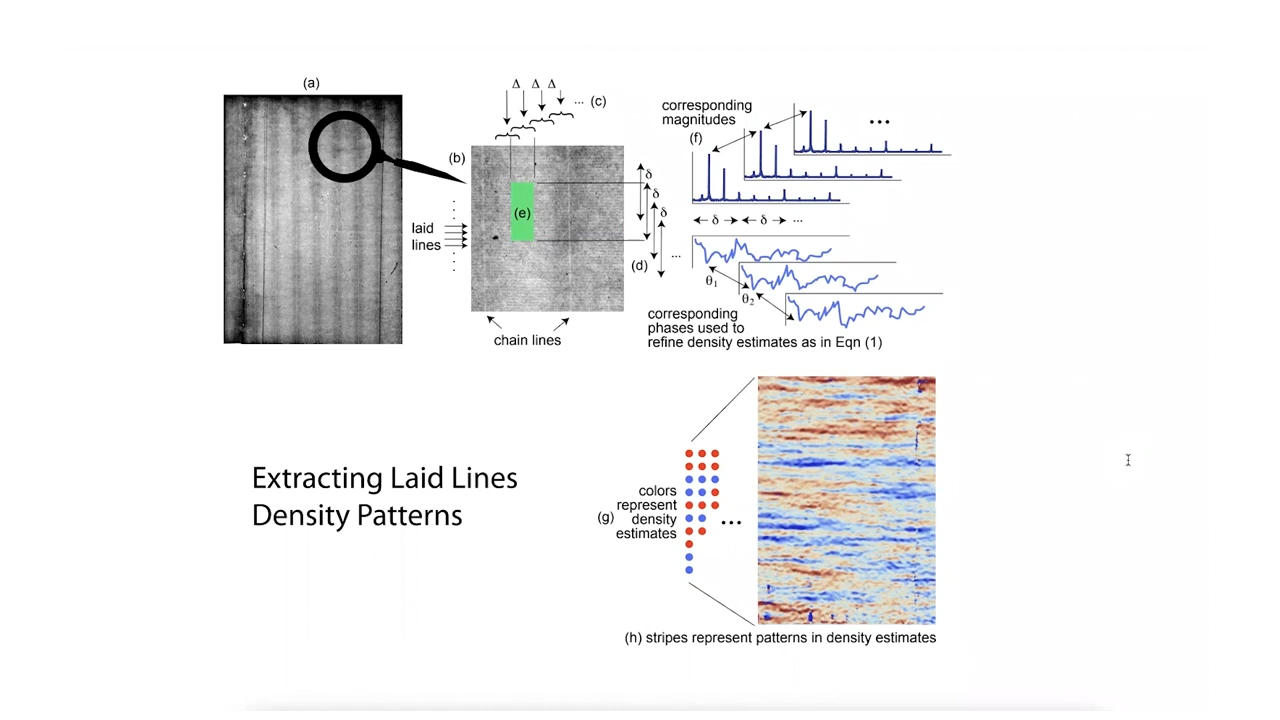 (a)
Δ Δ Δ
... (c)
(b)
(e)
laid
lines
chain lines
δ
δ
δ
...
(d)
corresponding
magnitudes
(f)
...
δ δ ...
θ1
θ2
corresponding
phases used to
refine density estimates as in Eqn (1)
Extracting Laid Lines
Density Patterns
colors
represent
(g) density
estimates
...
(h) stripes represent patterns in density estimates